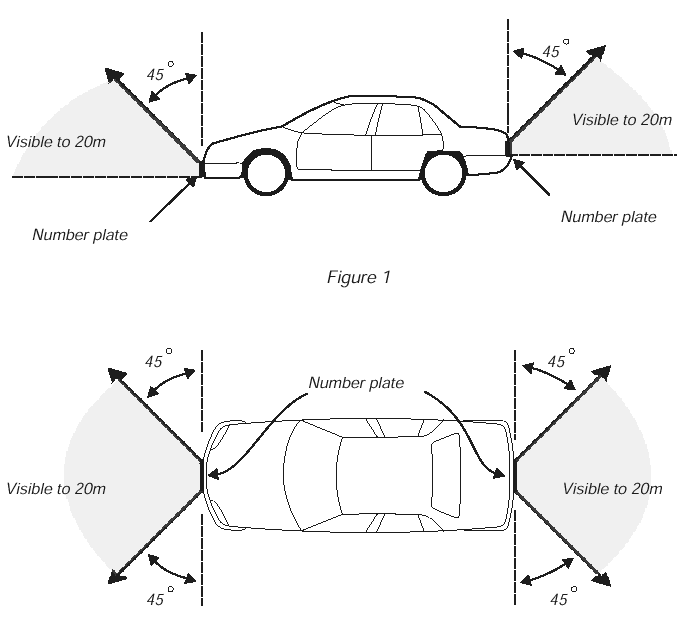 45°
45°
Visible to 20m
Visible to 20m
Number plate
Number plate
Figure 1
45°
45°
Number plate
Visible to 20m
Visible to 20m
45°
45°